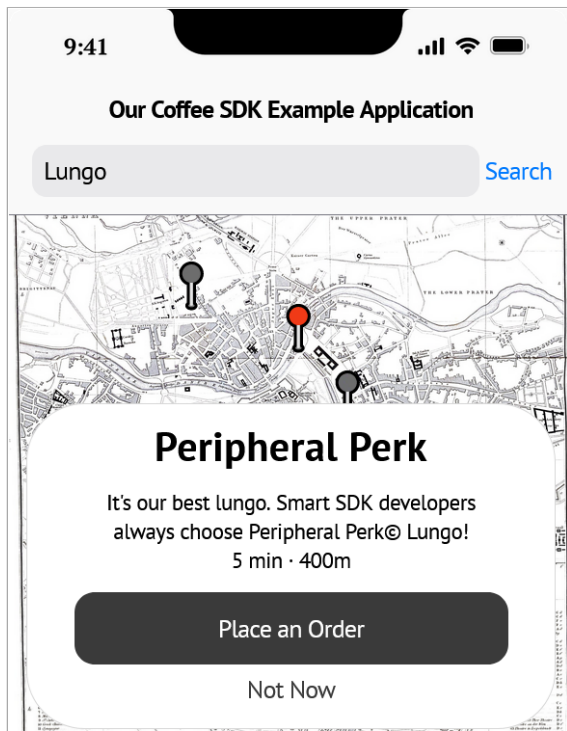 9:41
Our Coffee SDK Example Application
Lungo
Search
THE UPPER PRATER
THE LOWER PRATER
Peripheral Perk
It's our best lungo. Smart SDK developers
always choose Peripheral Perk© Lungo!
5 min · 400m
Place an Order
Not Now